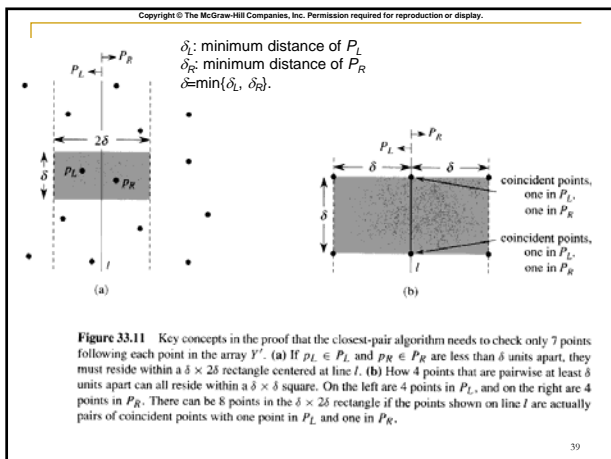 Copyright © The McGraw-Hill Companies, Inc. Permission required for reproduction or display.
δL: minimum distance of PL
δR: minimum distance of PR
δ=min{δL, δR}.
PR
PL
2δ
δ
pL
pR
l
(a)
PR
PL
δ
δ
δ
coincident points,
one in PL,
one in PR
coincident points,
one in PL,
one in PR
l
(b)
Figure 33.11 Key concepts in the proof that the closest-pair algorithm needs to check only 7 points
following each point in the array Y′. (a) If pL ∈ PL and pR ∈ PR are less than δ units apart, they
must reside within a δ × 2δ rectangle centered at line l. (b) How 4 points that are pairwise at least δ
units apart can all reside within a δ × δ square. On the left are 4 points in PL, and on the right are 4
points in PR. There can be 8 points in the δ × 2δ rectangle if the points shown on line l are actually
pairs of coincident points with one point in PL and one in PR.
39